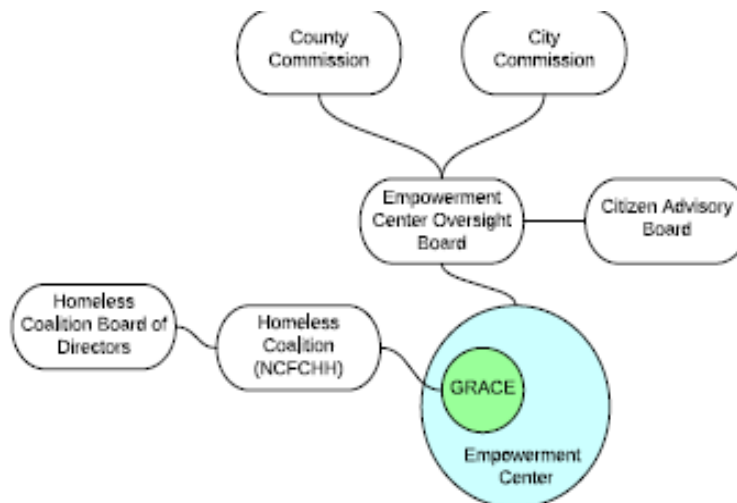 County
Commission
City
Commission
Empowerment
Center Oversight
Board
Citizen Advisory
Board
Homeless
Coalition Board of
Directors
Homeless
Coalition
(NCFCHH)
GRACE
Empowerment
Center